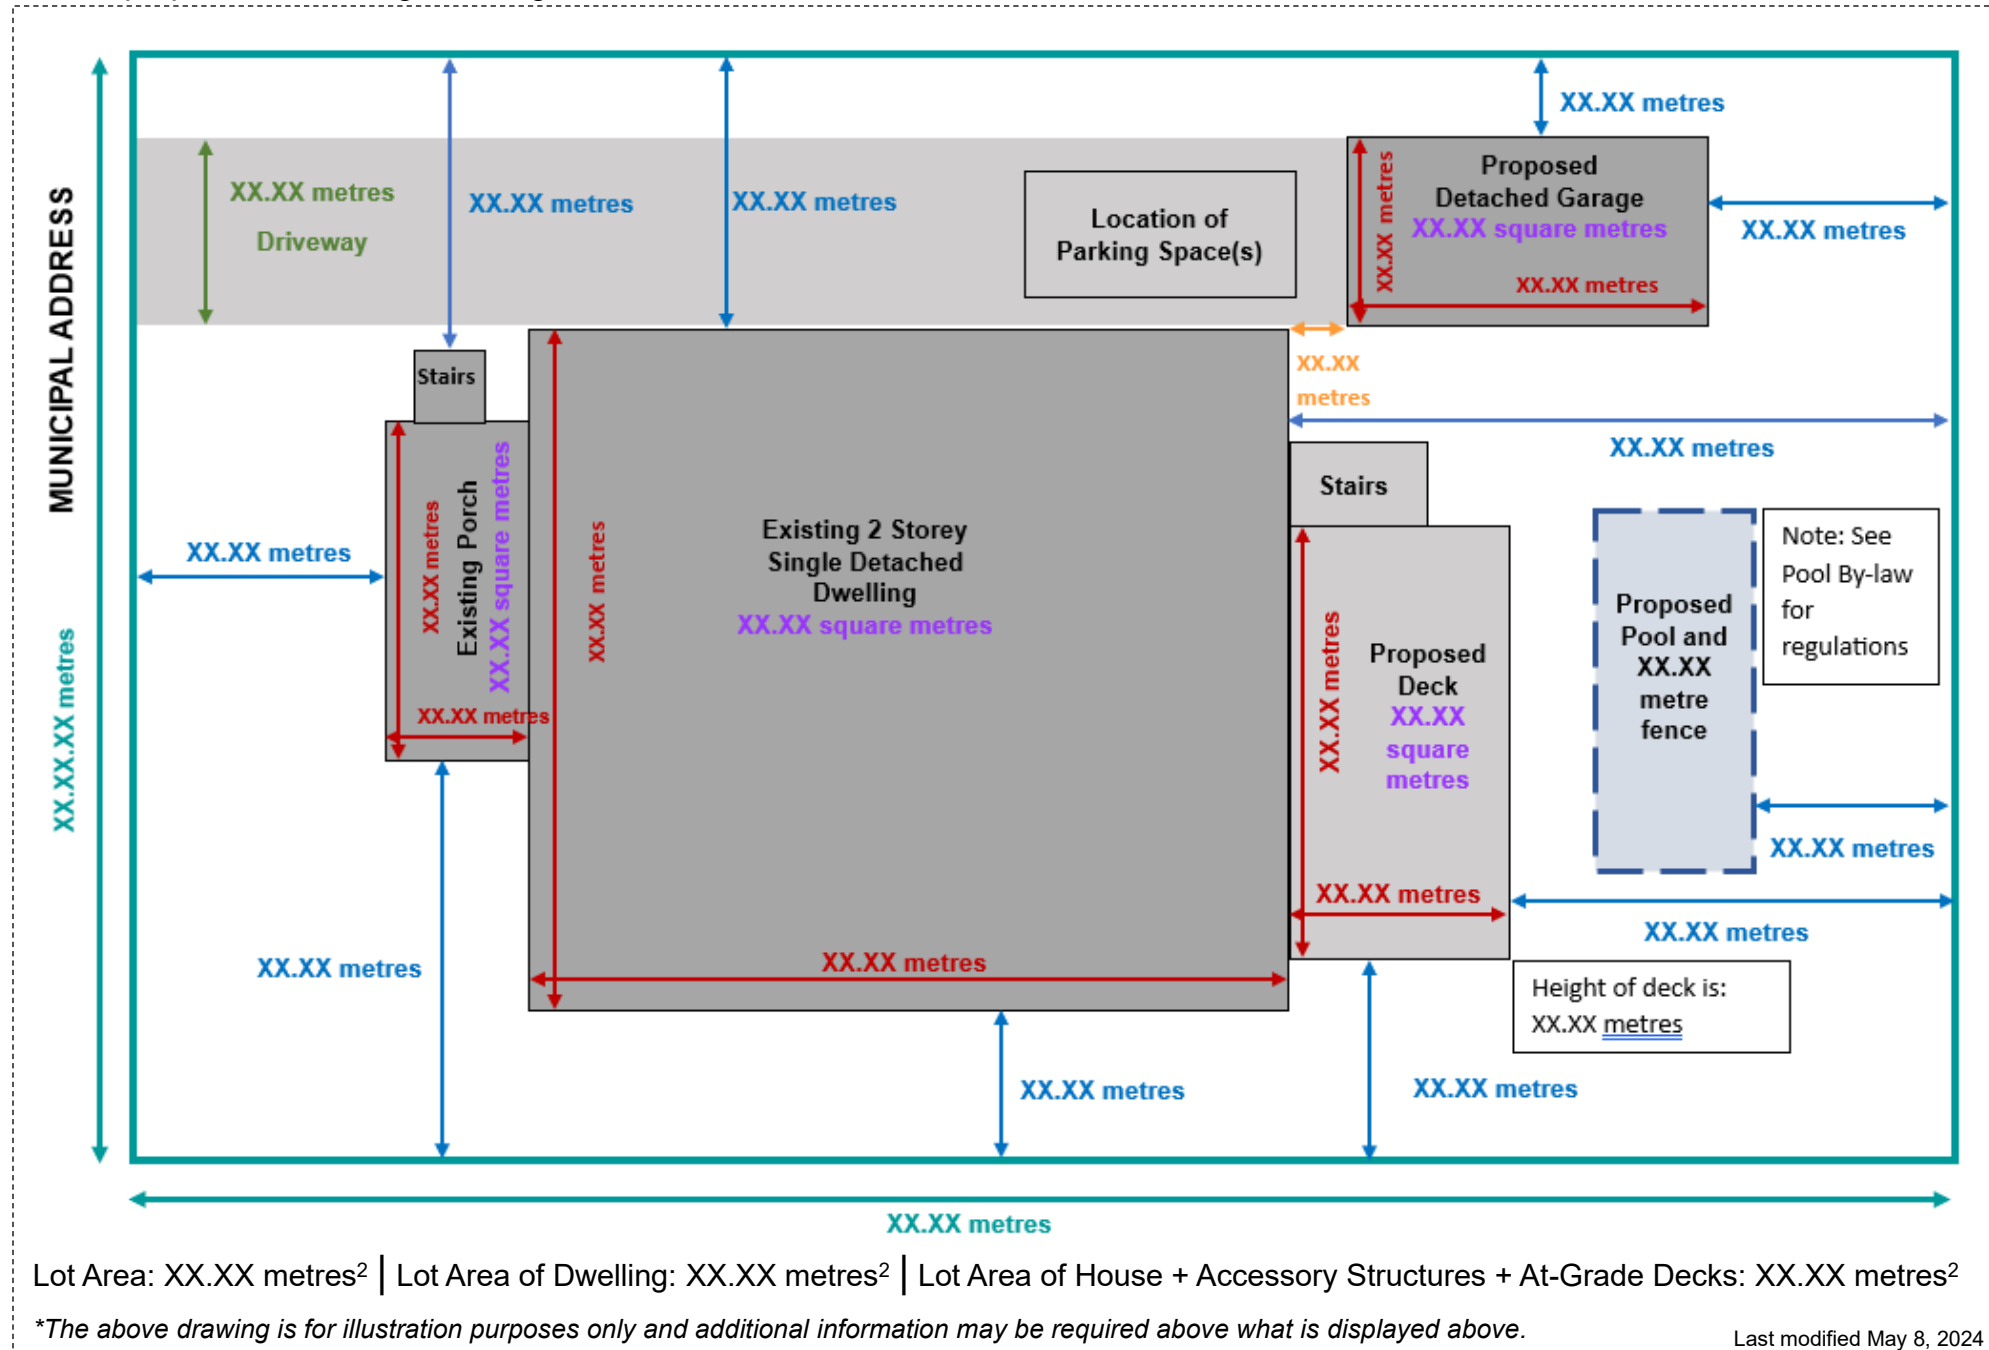 XX.XX metres
XX.XX metres
Driveway
XX.XX metres
XX.XX metres
Location of
Parking Space(s)
Proposed
Detached Garage
XX.XX square metres
XX.XX metres
XX.XX metres
XX.XX metres
MUNICIPAL ADDRESS
XX.XX.XX metres
Stairs
XX.XX
metres
XX.XX metres
XX.XX metres
XX.XX metres
Existing Porch
XX.XX square metres
XX.XX metres
XX.XX metres
Existing 2 Storey
Single Detached
Dwelling
XX.XX square metres
XX.XX metres
Stairs
XX.XX metres
Proposed
Deck
XX.XX
square
metres
XX.XX metres
Proposed
Pool and
XX.XX
metre
fence
Note: See
Pool By-law
for
regulations
XX.XX metres
XX.XX metres
Height of deck is:
XX.XX metres
XX.XX metres
XX.XX metres
XX.XX metres
XX.XX metres
Lot Area: XX.XX metres² | Lot Area of Dwelling: XX.XX metres² | Lot Area of House + Accessory Structures + At-Grade Decks: XX.XX metres²
*The above drawing is for illustration purposes only and additional information may be required above what is displayed above.
Last modified May 8, 2024